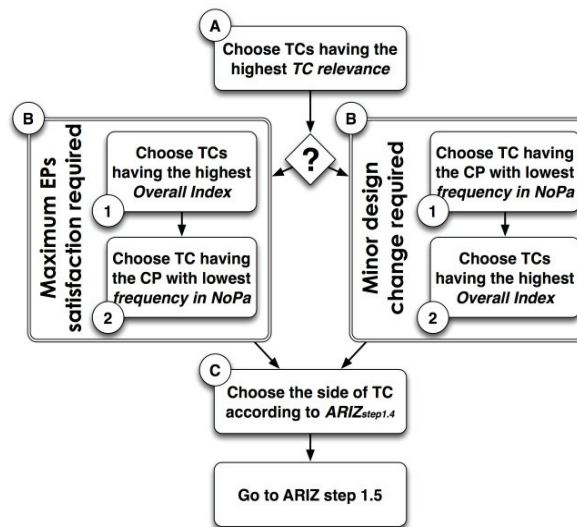 A
Choose TCs having the
highest TC relevance
?
B
Maximum EPs
satisfaction required
Choose TCs
having the highest
Overall Index
1
Choose TC having
the CP with lowest
frequency in NoPa
2
B
Minor design
change required
Choose TC having
the CP with lowest
frequency in NoPa
1
Choose TCs
having the highest
Overall Index
2
C
Choose the side of TC
according to ARIZstep1.4
Go to ARIZ step 1.5